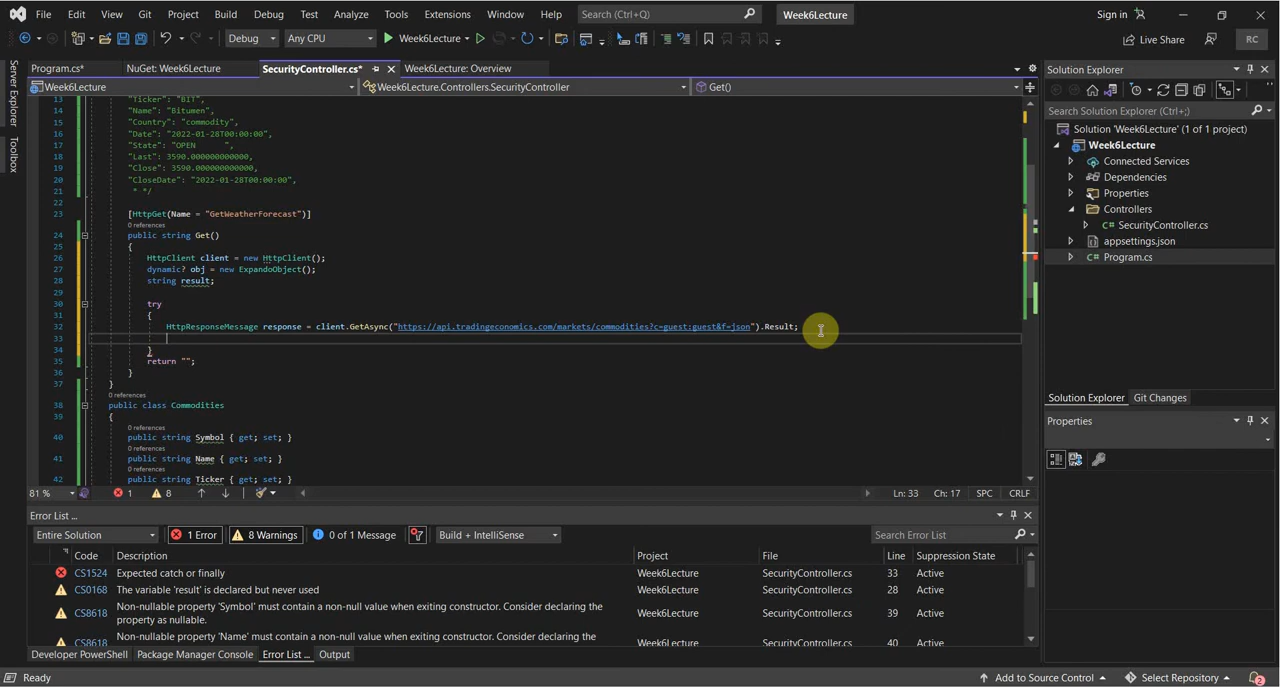 File Edit View Git Project Build Debug Test Analyze Tools Extensions Window Help Search (Ctrl+Q) Week6Lecture Sign in
Debug Any CPU Week6Lecture Live Share RC
Server Explorer
Toolbox
Program.cs* NuGet: Week6Lecture SecurityController.cs* Week6Lecture: Overview
Week6Lecture Week6Lecture.Controllers.SecurityController Get()
13 "Ticker": "BIT",
14 "Name": "Bitumen",
15 "Country": "commodity",
16 "Date": "2022-01-28T00:00:00",
17 "State": "OPEN ",
18 "Last": 3590.000000000000,
19 "Close": 3590.000000000000,
20 "CloseDate": "2022-01-28T00:00:00",
21 * */
22
23 [HttpGet(Name = "GetWeatherForecast")]
0 references
24 public string Get()
25 {
26 HttpClient client = new HttpClient();
27 dynamic? obj = new ExpandoObject();
28 string result;
29
30 try
31 {
32 HttpResponseMessage response = client.GetAsync("https://api.tradingeconomics.com/markets/commodities?c=guest:guest&f=json").Result;
33
34 }
35 return "";
36 }
37 }
0 references
38 public class Commodities
39 {
0 references
40 public string Symbol { get; set; }
0 references
41 public string Name { get; set; }
0 references
42 public string Ticker { get; set; }
81 % 1 8 Ln: 33 Ch: 17 SPC CRLF
Error List ...
Entire Solution 1 Error 8 Warnings 0 of 1 Message Build + IntelliSense Search Error List
Code Description Project File Line Suppression State
CS1524 Expected catch or finally Week6Lecture SecurityController.cs 33 Active
CS0168 The variable 'result' is declared but never used Week6Lecture SecurityController.cs 28 Active
CS8618 Non-nullable property 'Symbol' must contain a non-null value when exiting constructor. Consider declaring the Week6Lecture SecurityController.cs 39 Active
property as nullable.
CS8618 Non-nullable property 'Name' must contain a non-null value when exiting constructor. Consider declaring the Week6Lecture SecurityController.cs 40 Active
Developer PowerShell Package Manager Console Error List ... Output
Solution Explorer
Search Solution Explorer (Ctrl+;)
Solution 'Week6Lecture' (1 of 1 project)
Week6Lecture
Connected Services
Dependencies
Properties
Controllers
C# SecurityController.cs
appsettings.json
C# Program.cs
Solution Explorer Git Changes
Properties
Ready Add to Source Control Select Repository 2